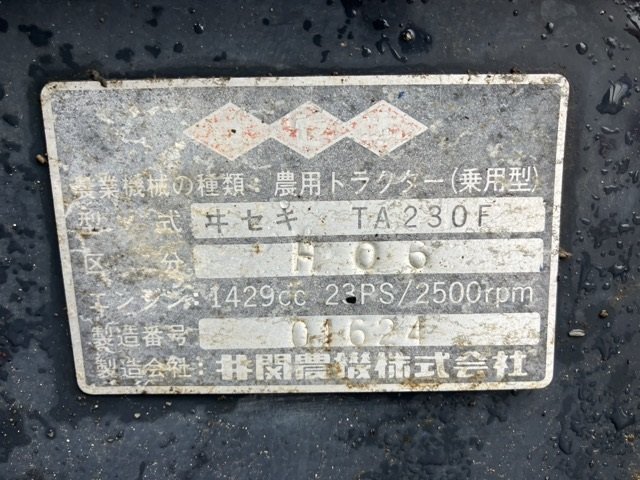 農業機械の種類：農用トラクター(乗用型)
型 式 ヰセキ TA230F
区 分 H06
エンジン：1429cc 23PS/2500rpm
製造番号 01624
製造会社：井関農機株式会社